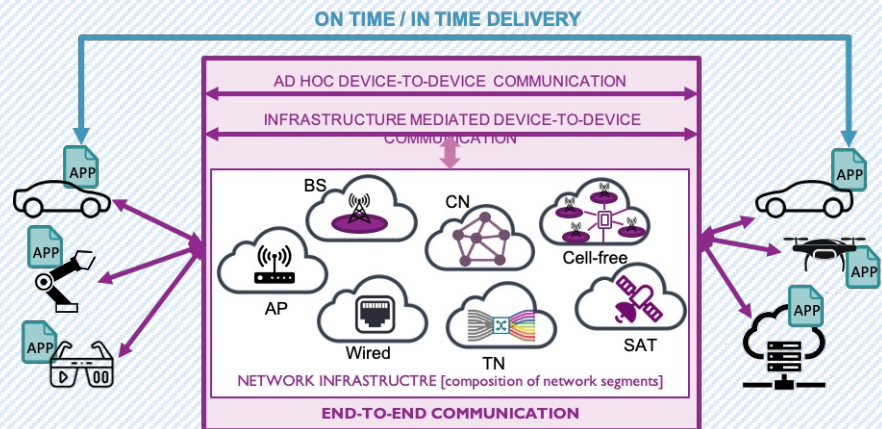 ON TIME / IN TIME DELIVERY
AD HOC DEVICE-TO-DEVICE COMMUNICATION
INFRASTRUCTURE MEDIATED DEVICE-TO-DEVICE
COMMUNICATION
APP
APP
APP
APP
APP
APP
BS
CN
Cell-free
AP
Wired
TN
SAT
NETWORK INFRASTRUCTRE [composition of network segments]
END-TO-END COMMUNICATION